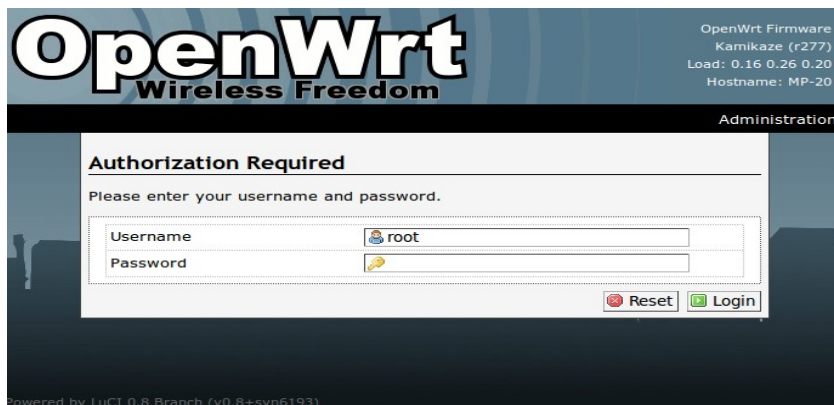 OpenWrt
Wireless Freedom
OpenWrt Firmware
Kamikaze (r277)
Load: 0.16 0.26 0.20
Hostname: MP-20
Administration
Authorization Required
Please enter your username and password.
Username root
Password
Reset Login
Powered by LuCI 0.8 Branch (v0.8+svn6193)